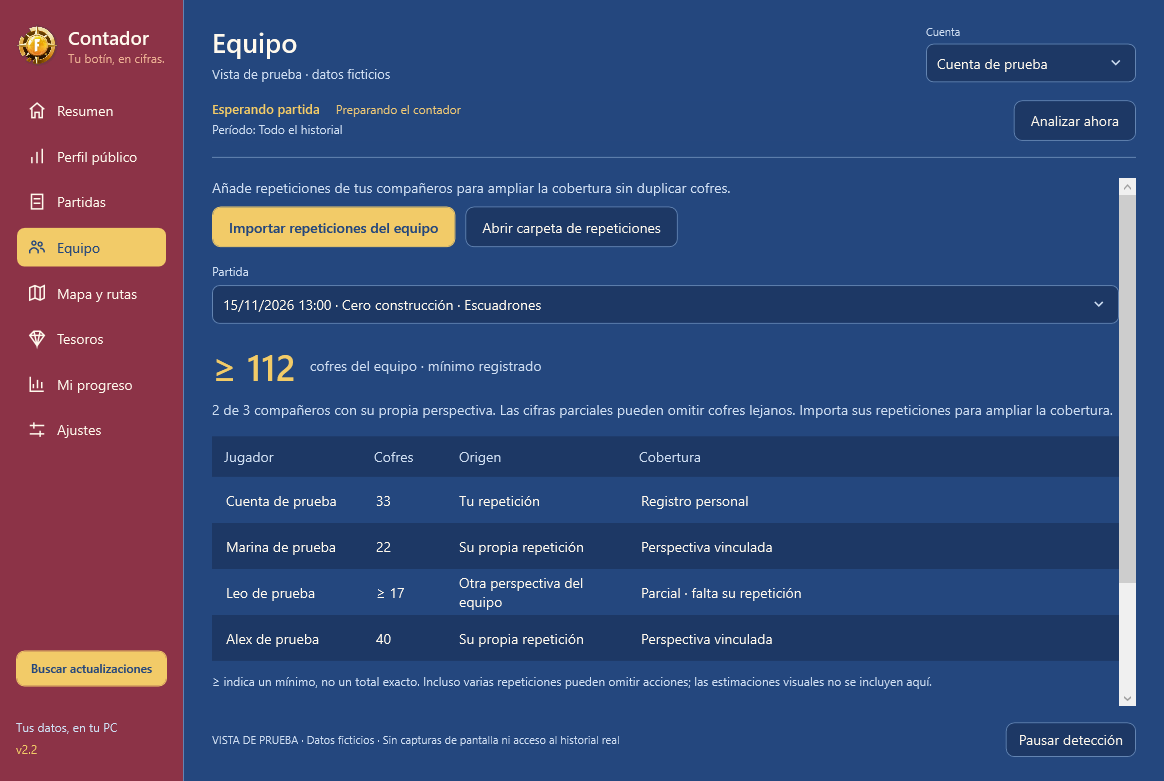 Contador
Tu botín, en cifras.
Resumen
Perfil público
Partidas
Equipo
Mapa y rutas
Tesoros
Mi progreso
Ajustes
Buscar actualizaciones
Tus datos, en tu PC
v2.2
Equipo
Vista de prueba · datos ficticios
Cuenta
Cuenta de prueba
Esperando partida Preparando el contador
Período: Todo el historial
Analizar ahora
Añade repeticiones de tus compañeros para ampliar la cobertura sin duplicar cofres.
Importar repeticiones del equipo Abrir carpeta de repeticiones
Partida
15/11/2026 13:00 · Cero construcción · Escuadrones
≥ 112 cofres del equipo · mínimo registrado
2 de 3 compañeros con su propia perspectiva. Las cifras parciales pueden omitir cofres lejanos. Importa sus repeticiones para ampliar la cobertura.
Jugador Cofres Origen Cobertura
Cuenta de prueba 33 Tu repetición Registro personal
Marina de prueba 22 Su propia repetición Perspectiva vinculada
Leo de prueba ≥ 17 Otra perspectiva del equipo Parcial · falta su repetición
Alex de prueba 40 Su propia repetición Perspectiva vinculada
≥ indica un mínimo, no un total exacto. Incluso varias repeticiones pueden omitir acciones; las estimaciones visuales no se incluyen aquí.
VISTA DE PRUEBA · Datos ficticios · Sin capturas de pantalla ni acceso al historial real
Pausar detección